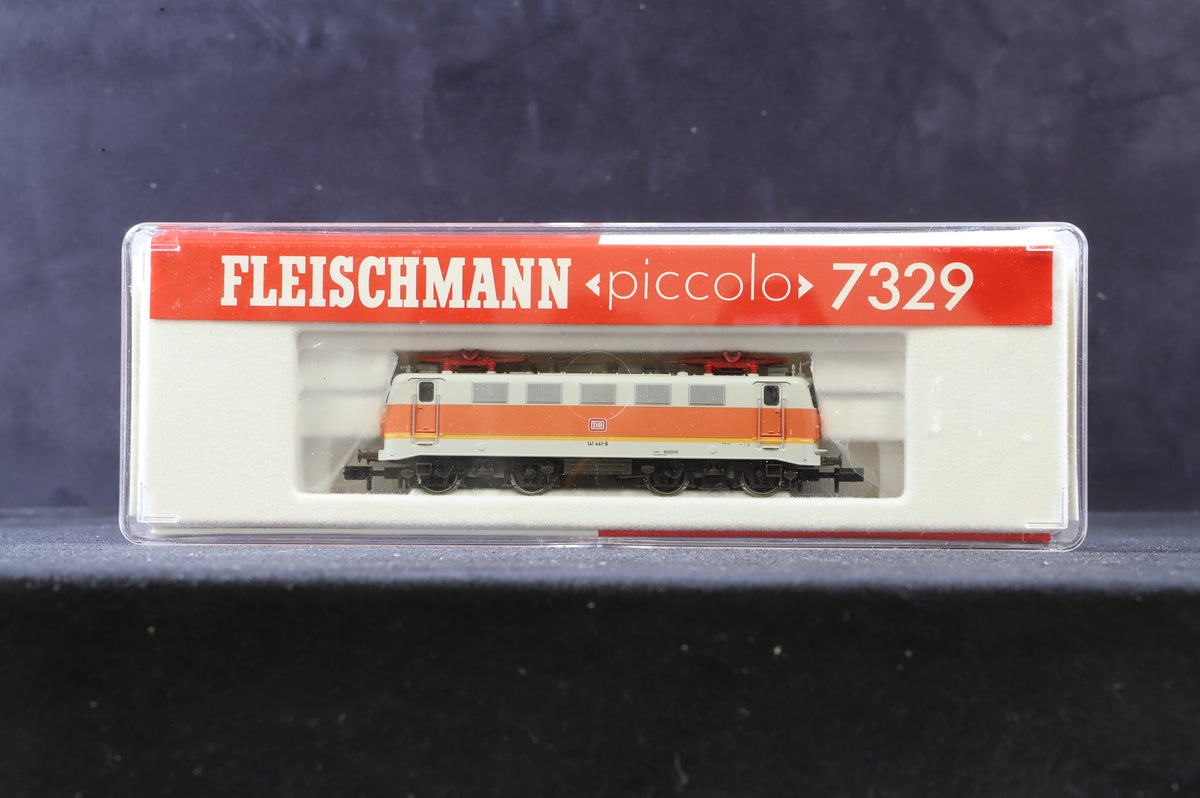 FLEISCHMANN <piccolo> 7329
DB
141 441-6